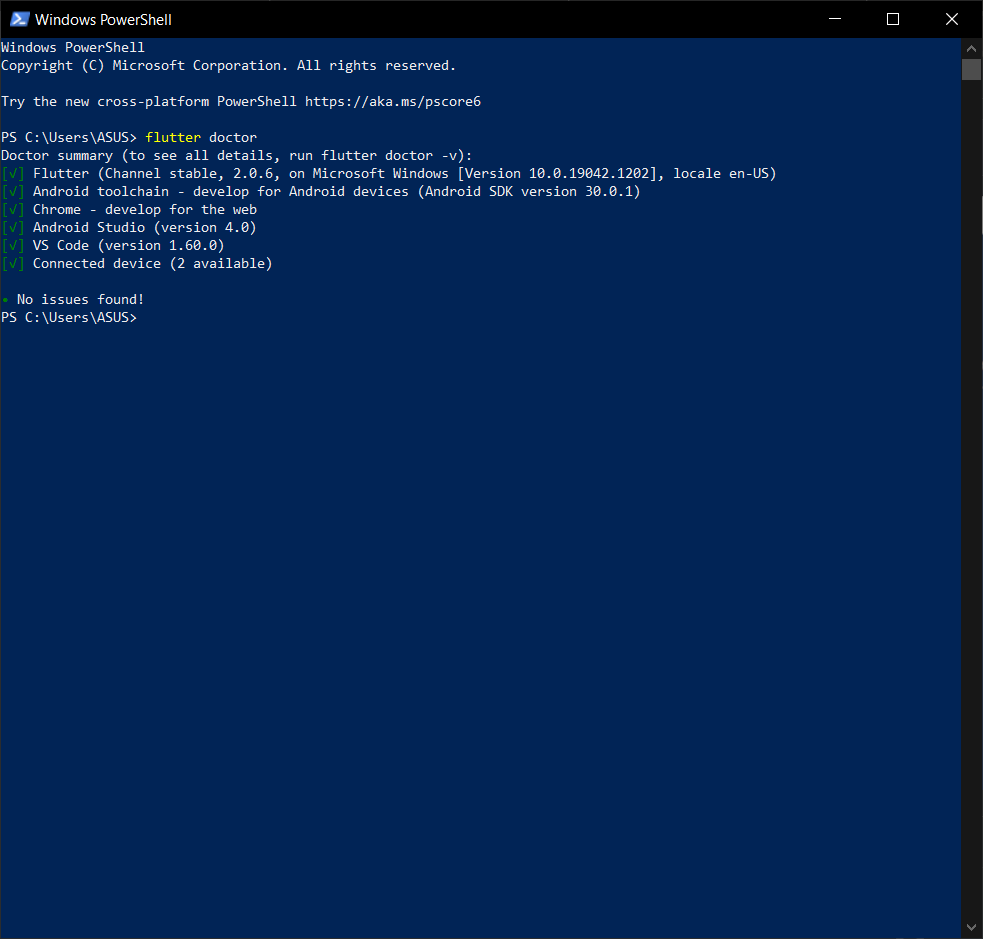 Windows PowerShell
Windows PowerShell
Copyright (C) Microsoft Corporation. All rights reserved.
Try the new cross-platform PowerShell https://aka.ms/pscore6
PS C:\Users\ASUS> flutter doctor
Doctor summary (to see all details, run flutter doctor -v):
[√] Flutter (Channel stable, 2.0.6, on Microsoft Windows [Version 10.0.19042.1202], locale en-US)
[√] Android toolchain - develop for Android devices (Android SDK version 30.0.1)
[√] Chrome - develop for the web
[√] Android Studio (version 4.0)
[√] VS Code (version 1.60.0)
[√] Connected device (2 available)
• No issues found!
PS C:\Users\ASUS>